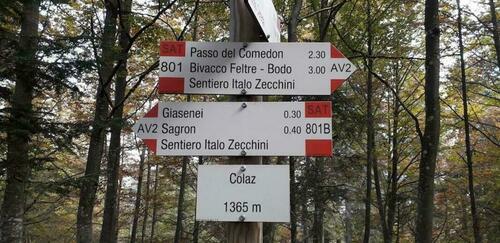 SAT Passo del Comedon 2.30
801 Bivacco Feltre - Bodo 3.00 AV2
Sentiero Italo Zecchini
Giasenei 0.30 SAT
AV2 Sagron 0.40 801B
Sentiero Italo Zecchini
Colaz
1365 m